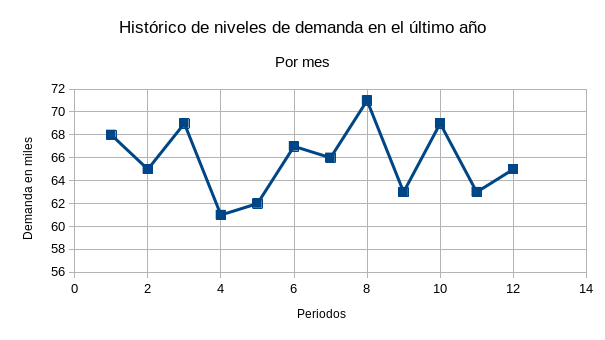 Histórico de niveles de demanda en el último año
Por mes
Demanda en miles
72
70
68
66
64
62
60
58
56
0 2 4 6 8 10 12 14
Periodos